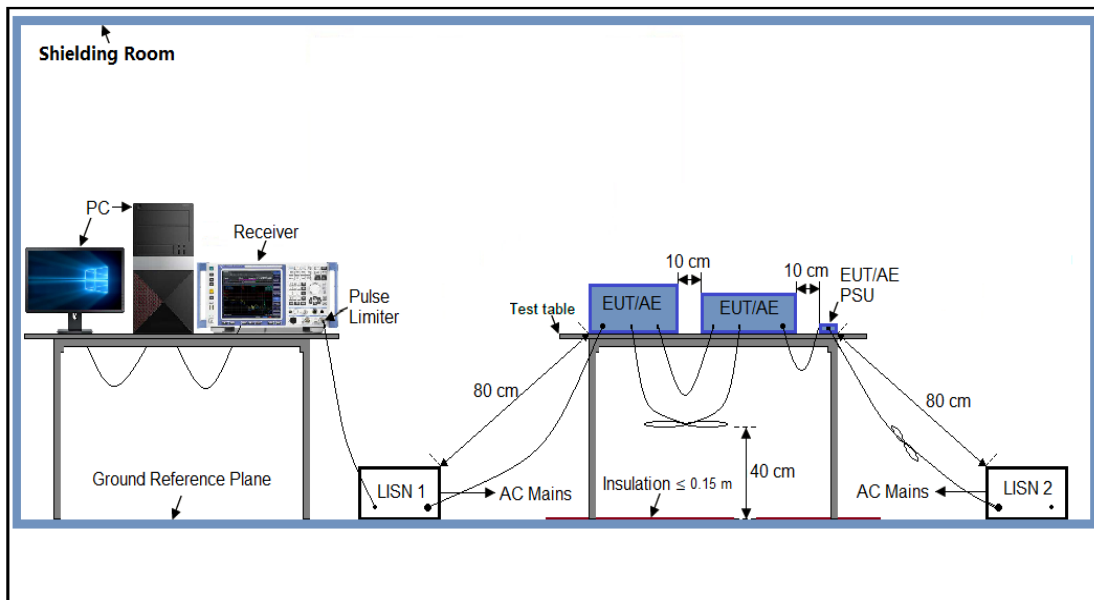 Shielding Room
PC
Receiver
Pulse
Limiter
Test table
EUT/AE
10 cm
EUT/AE
10 cm
EUT/AE
PSU
80 cm
80 cm
40 cm
Ground Reference Plane
LISN 1
AC Mains
Insulation ≤ 0.15 m
AC Mains
LISN 2